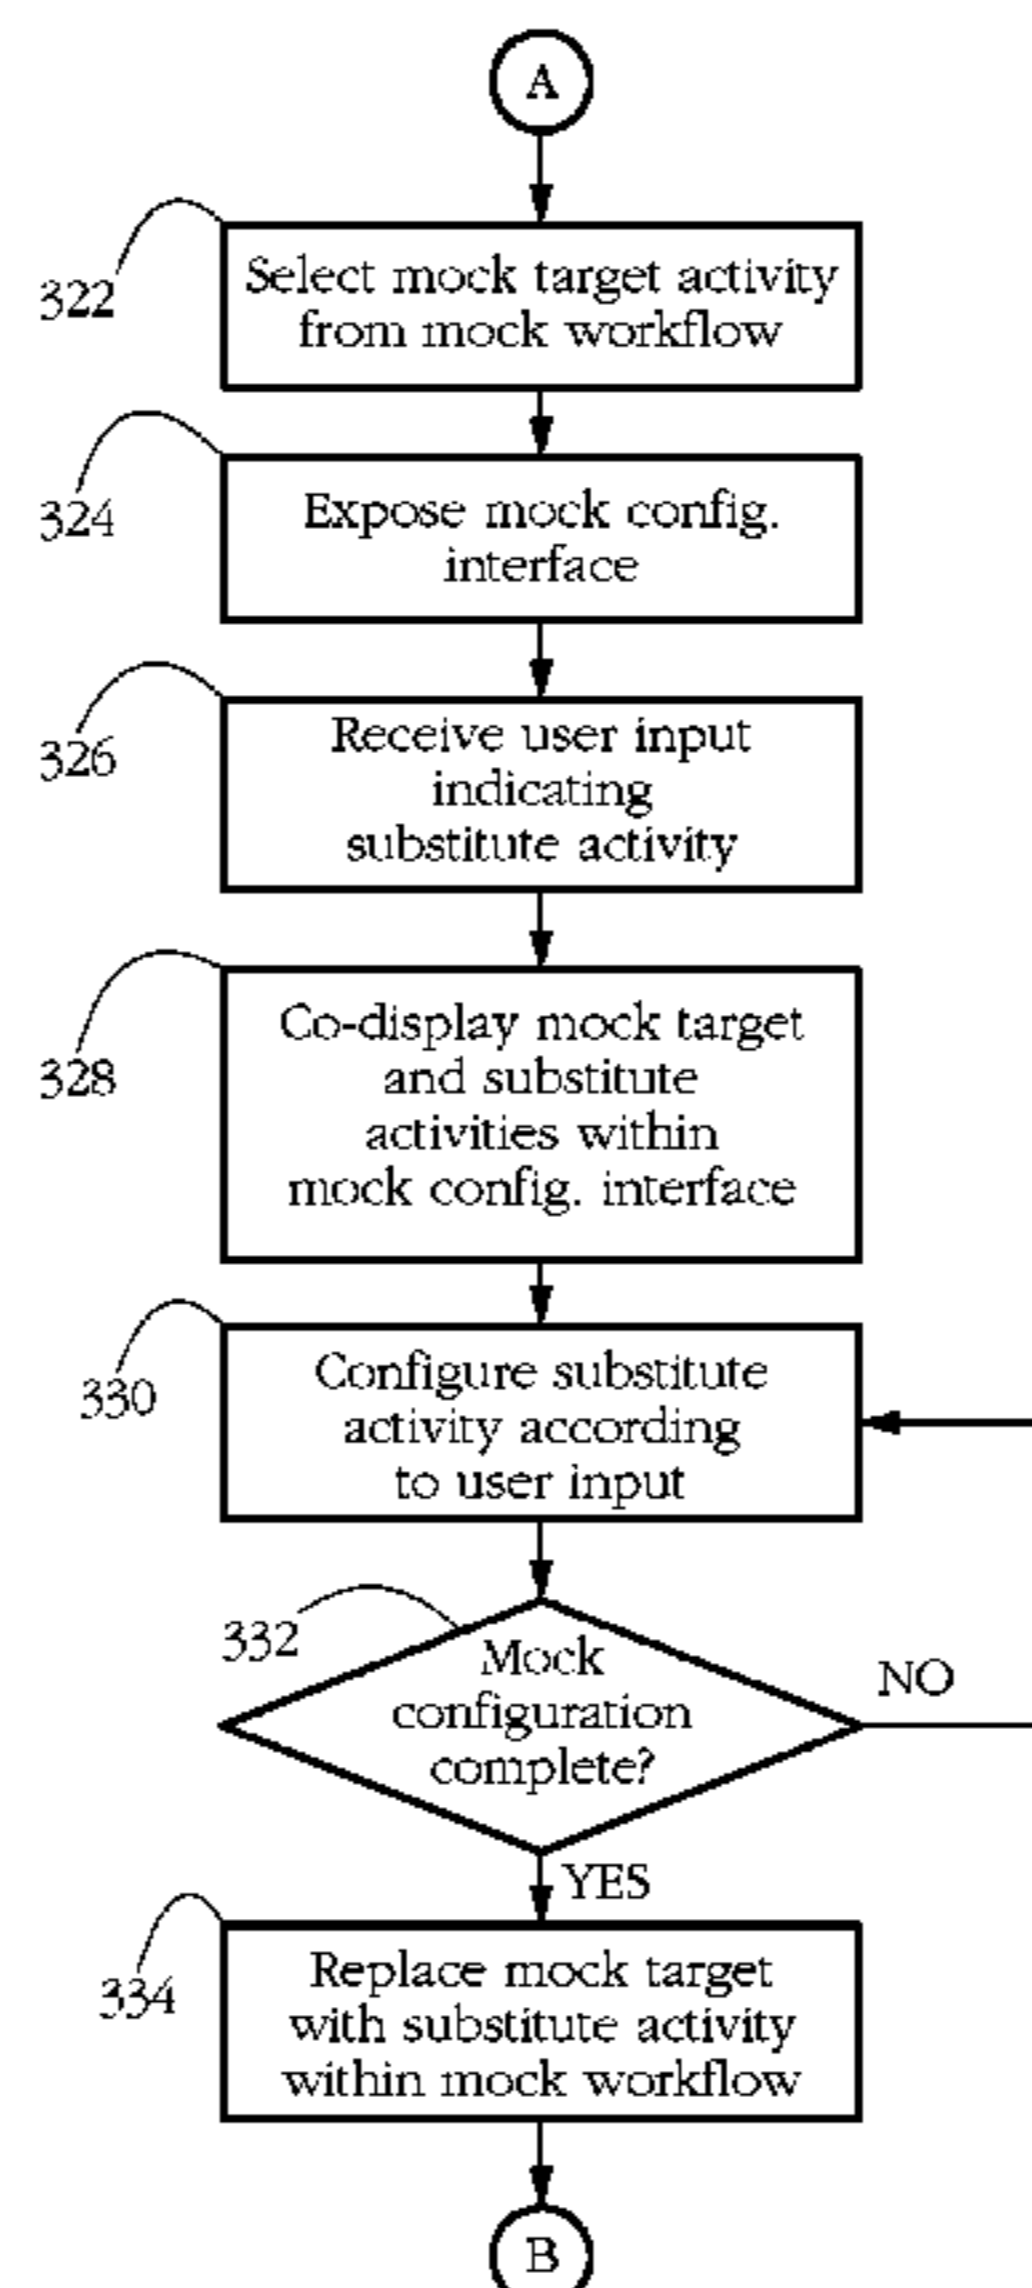 A
322
Select mock target activity
from mock workflow
324
Expose mock config.
interface
326
Receive user input
indicating
substitute activity
328
Co-display mock target
and substitute
activities within
mock config. interface
330
Configure substitute
activity according
to user input
332
Mock
configuration
complete?
NO
YES
334
Replace mock target
with substitute activity
within mock workflow
B